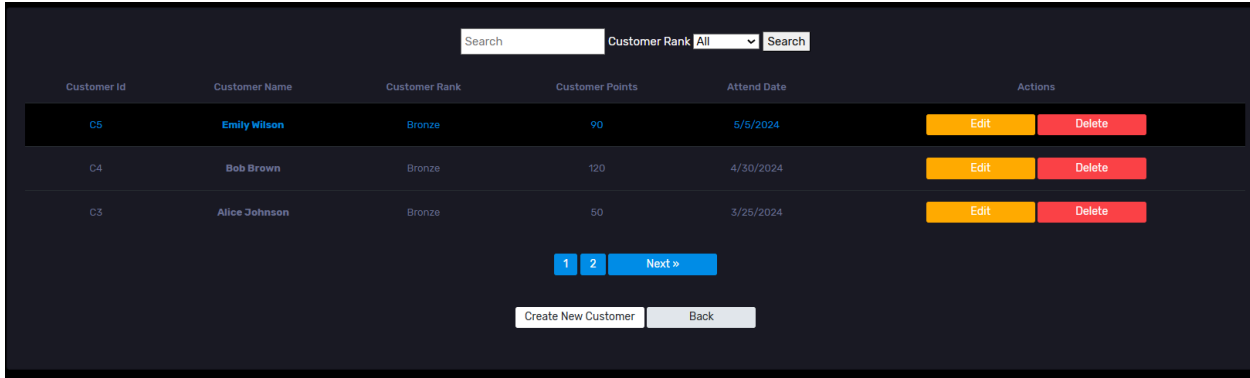 Search Customer Rank All Search
Customer Id Customer Name Customer Rank Customer Points Attend Date Actions
C5 Emily Wilson Bronze 90 5/5/2024 Edit Delete
C4 Bob Brown Bronze 120 4/30/2024 Edit Delete
C3 Alice Johnson Bronze 50 3/25/2024 Edit Delete
1 2 Next »
Create New Customer Back